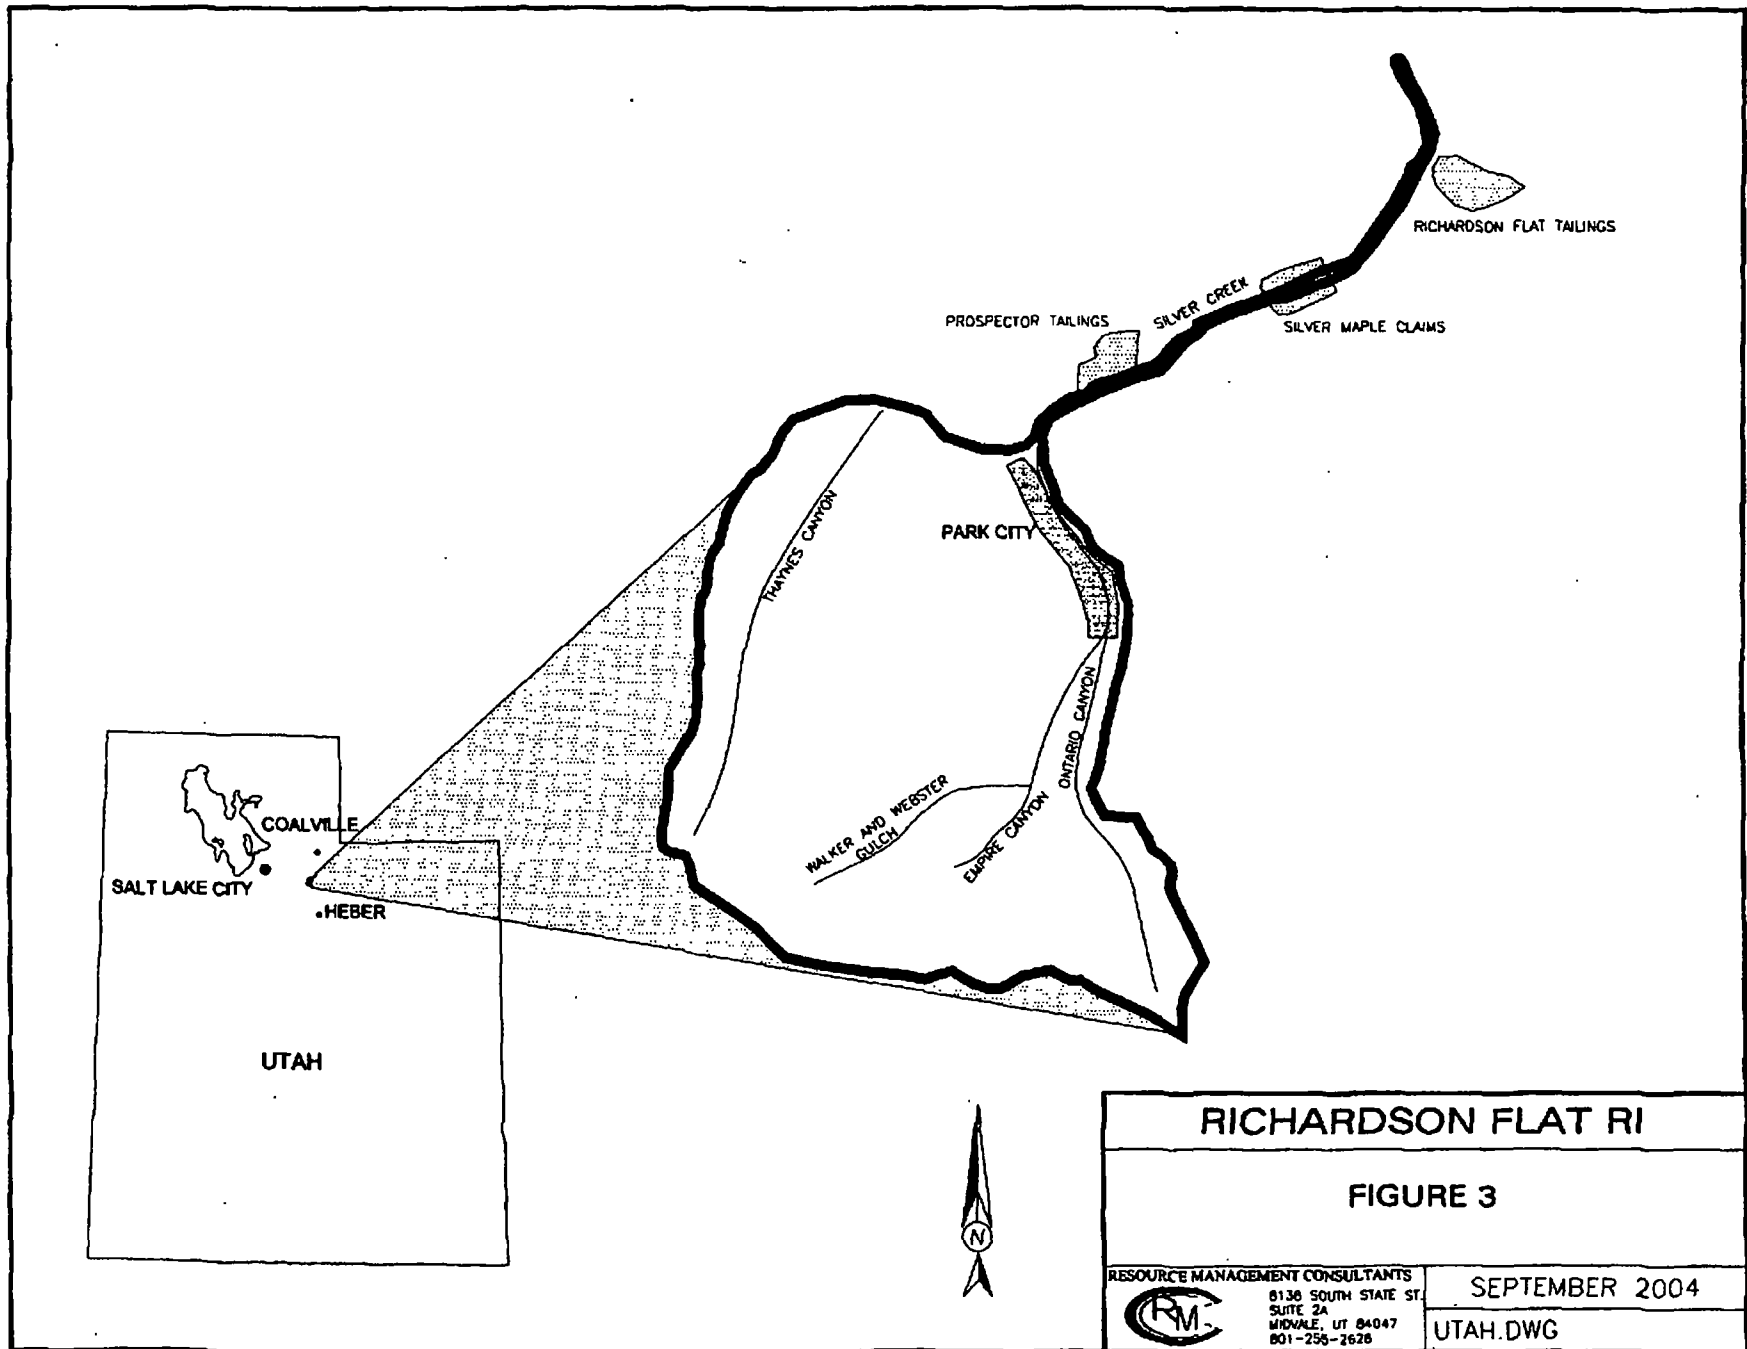 RICHARDSON FLAT TAILINGS
SILVER CREEK
PROSPECTOR TAILINGS
SILVER MAPLE CLAIMS
THAYNES CANYON
PARK CITY
ONTARIO CANYON
WALKER AND WEBSTER
GULCH
EMPIRE CANYON
COALVILLE
SALT LAKE CITY
HEBER
UTAH
N
RICHARDSON FLAT RI
FIGURE 3
RESOURCE MANAGEMENT CONSULTANTS
RMC
8138 SOUTH STATE ST.
SUITE 2A
MIDVALE, UT 84047
801-255-2626
SEPTEMBER 2004
UTAH.DWG